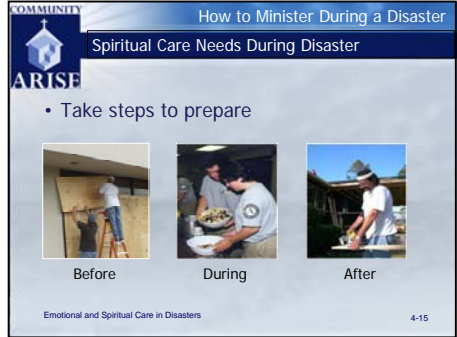 COMMUNITY
ARISE
How to Minister During a Disaster
Spiritual Care Needs During Disaster
• Take steps to prepare
Before During After
Emotional and Spiritual Care in Disasters 4-15